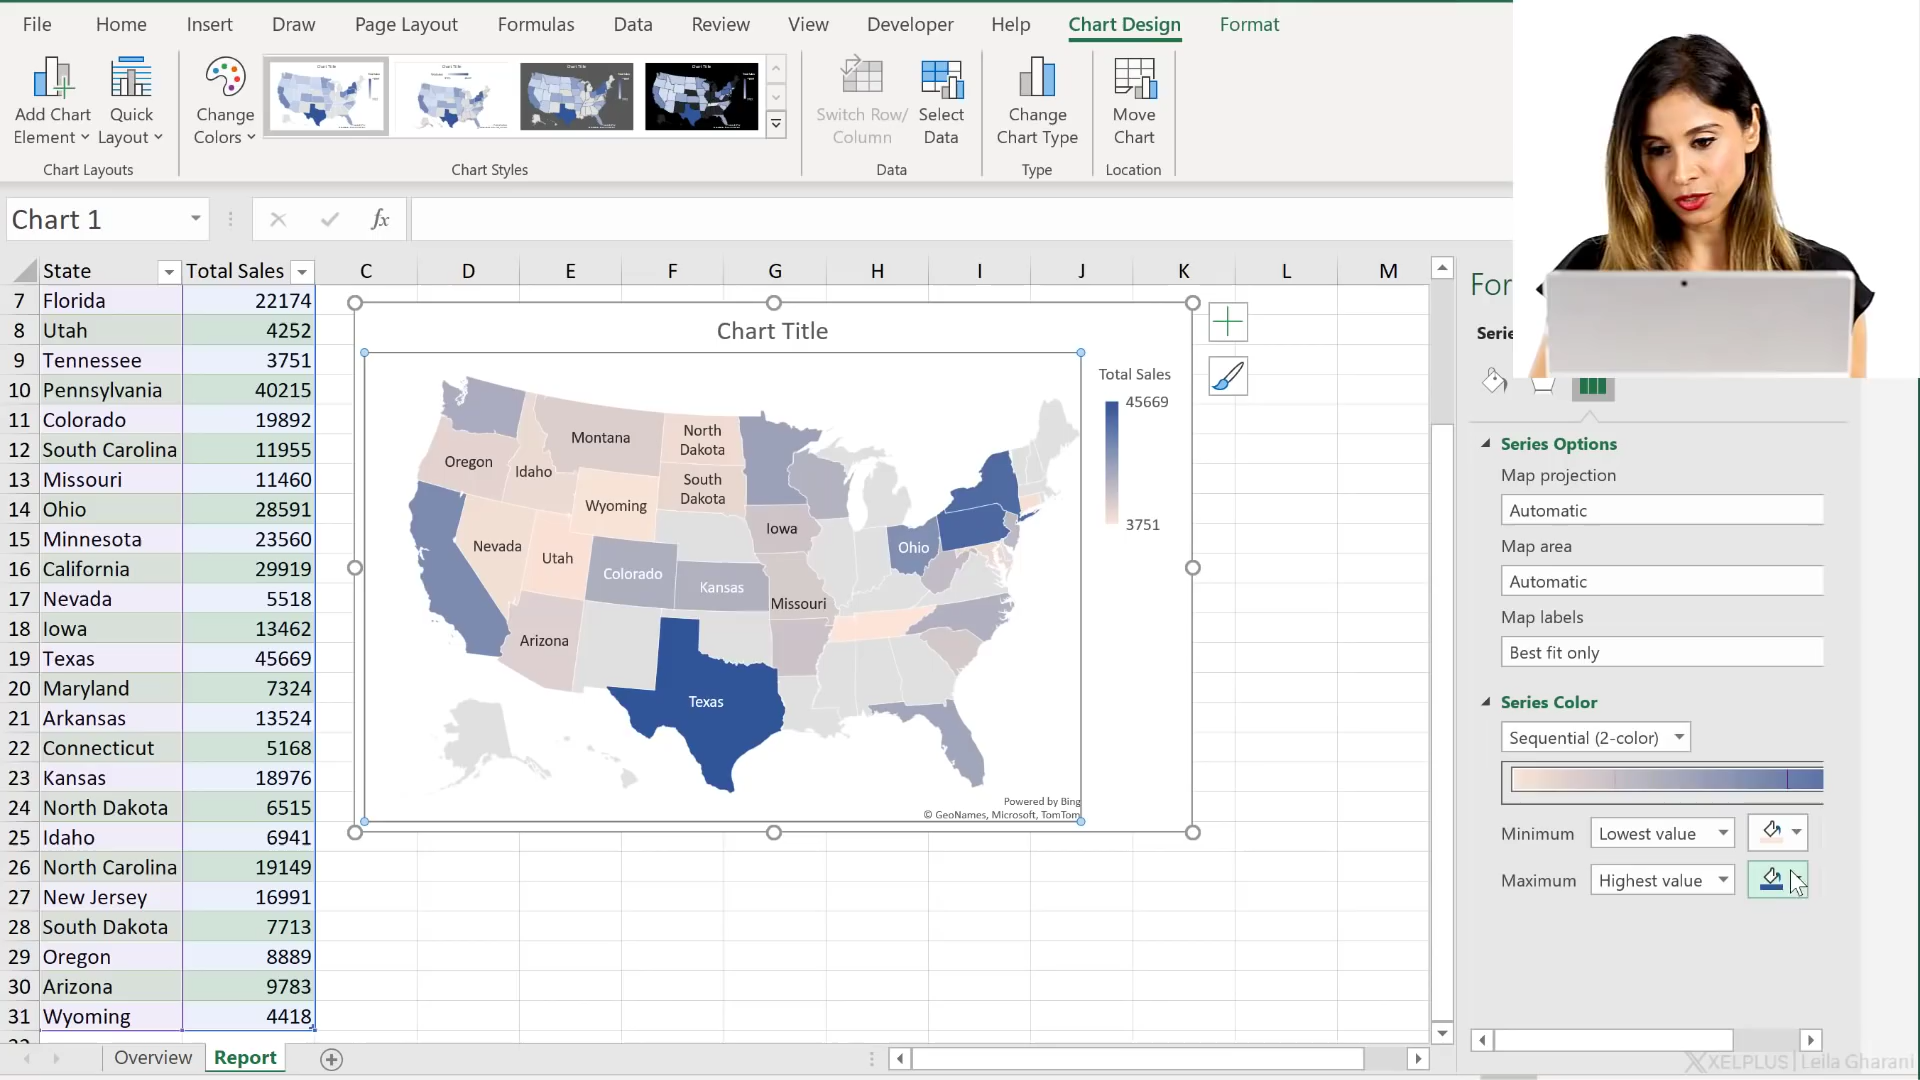 File Home Insert Draw Page Layout Formulas Data Review View Developer Help Chart Design Format
Add Chart Element
Quick Layout
Change Colors
Switch Row/ Column
Select Data
Change Chart Type
Move Chart
Chart Layouts
Chart Styles
Data
Type
Location
Chart 1
fx
State Total Sales C D E F G H I J K L M
7 Florida 22174
8 Utah 4252
9 Tennessee 3751
10 Pennsylvania 40215
11 Colorado 19892
12 South Carolina 11955
13 Missouri 11460
14 Ohio 28591
15 Minnesota 23560
16 California 29919
17 Nevada 5518
18 Iowa 13462
19 Texas 45669
20 Maryland 7324
21 Arkansas 13524
22 Connecticut 5168
23 Kansas 18976
24 North Dakota 6515
25 Idaho 6941
26 North Carolina 19149
27 New Jersey 16991
28 South Dakota 7713
29 Oregon 8889
30 Arizona 9783
31 Wyoming 4418
Chart Title
Total Sales
45669
3751
Montana
North
Dakota
Oregon
Idaho
South
Dakota
Wyoming
Iowa
Nevada
Utah
Ohio
Colorado
Kansas
Missouri
Arizona
Texas
Powered by Bing
© GeoNames, Microsoft, TomTom
For
Serie
Series Options
Map projection
Automatic
Map area
Automatic
Map labels
Best fit only
Series Color
Sequential (2-color)
Minimum Lowest value
Maximum Highest value
Overview Report
XELPLUS | Leila Gharani